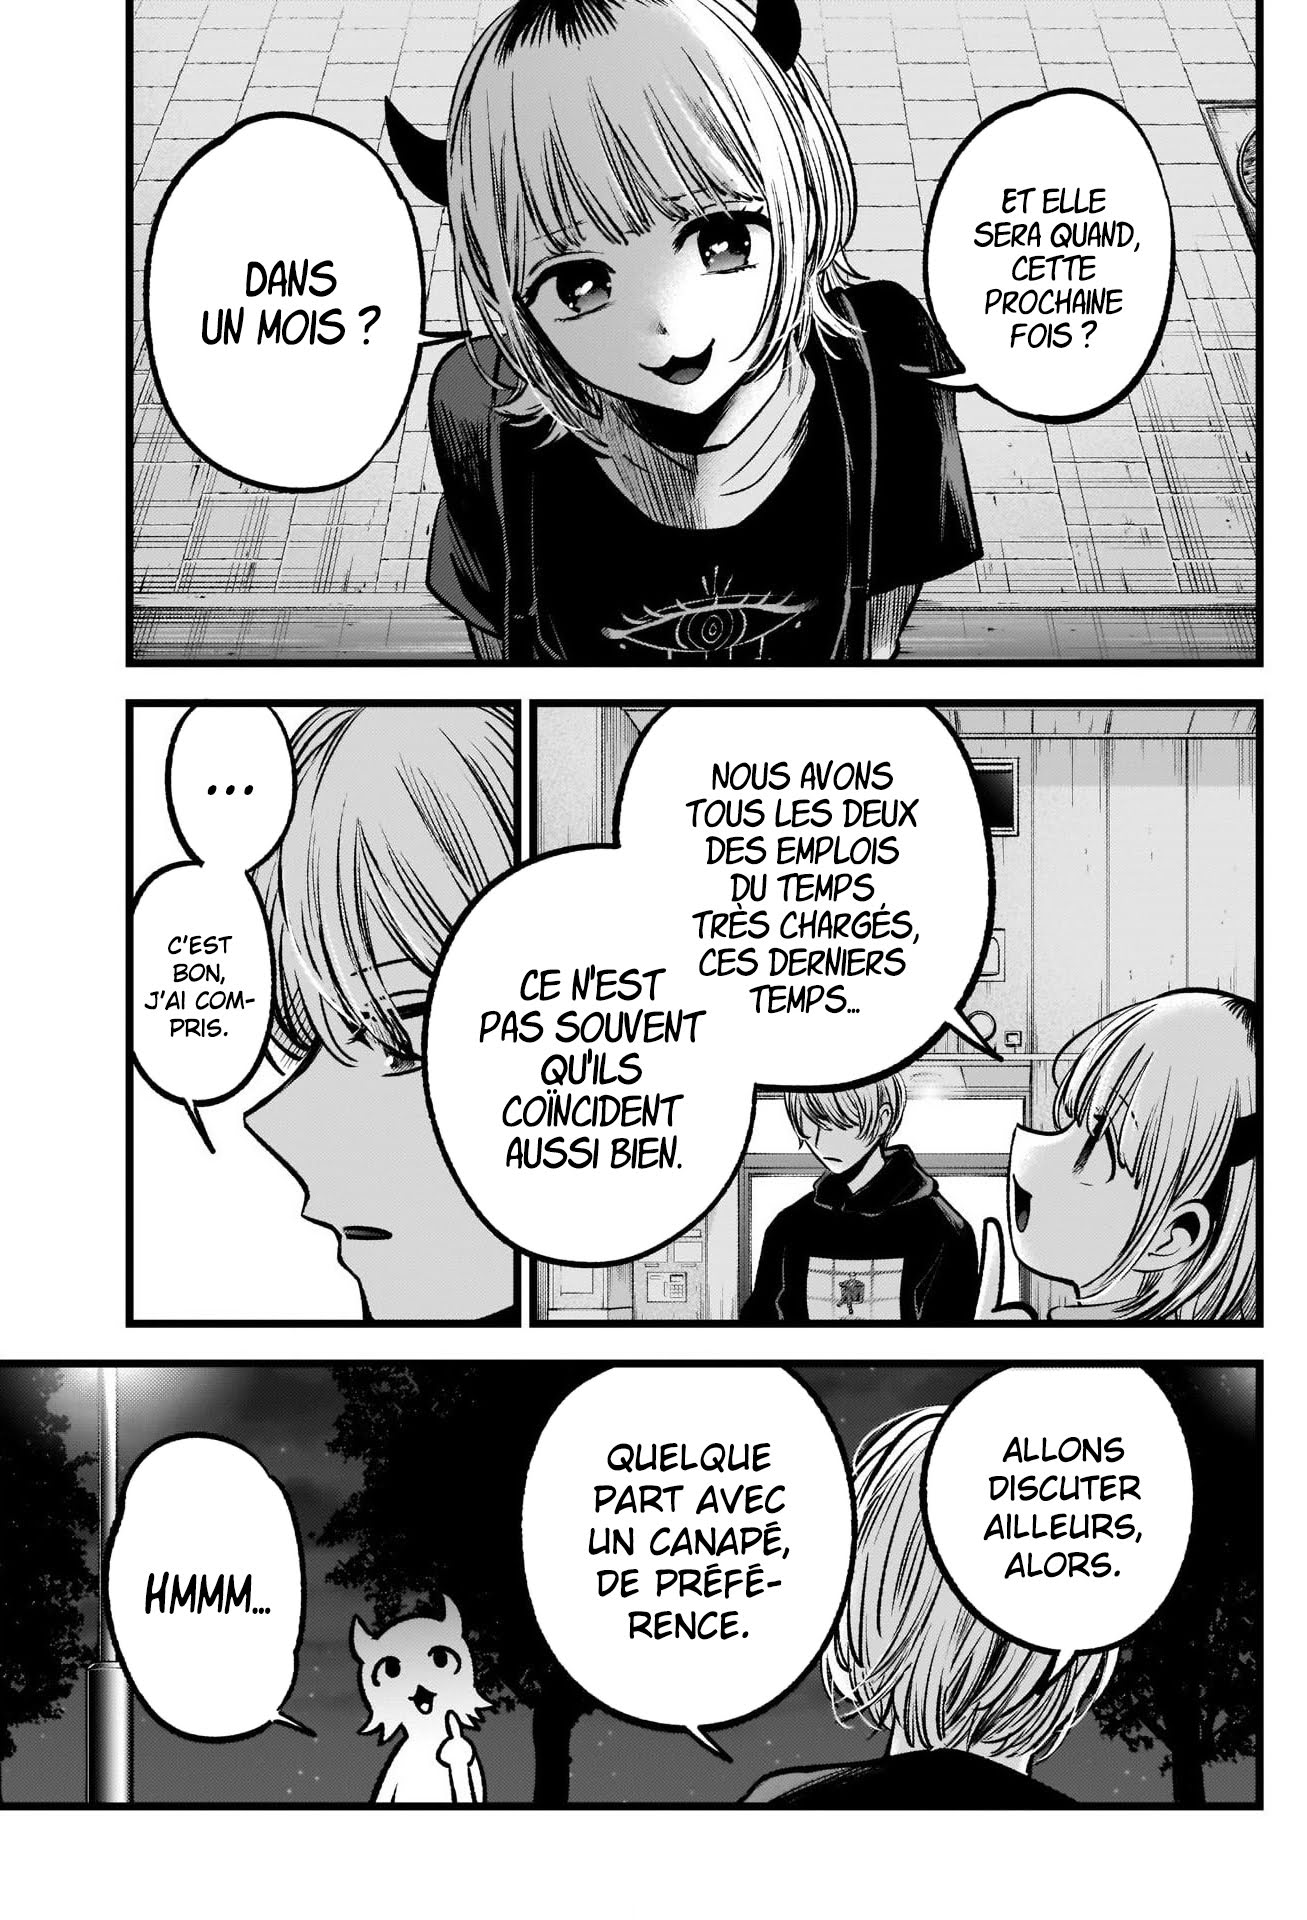 ET ELLE
SERA QUAND,
CETTE
PROCHAINE
FOIS ?
DANS
UN MOIS ?
NOUS AVONS
TOUS LES DEUX
DES EMPLOIS
DU TEMPS
TRÈS CHARGÉS,
CES DERNIERS
TEMPS...
CE N'EST
PAS SOUVENT
QU'ILS
COÏNCIDENT
AUSSI BIEN.
...
C'EST
BON,
J'AI COM-
PRIS.
ALLONS
DISCUTER
AILLEURS,
ALORS.
QUELQUE
PART AVEC
UN CANAPÉ,
DE PRÉFÉ-
RENCE.
HMMM...